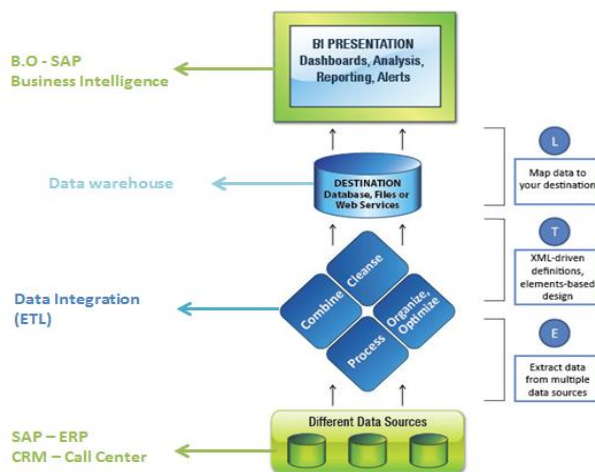 B.O - SAP
Business Intelligence
BI PRESENTATION
Dashboards, Analysis,
Reporting, Alerts
L
Map data to
your destination
Data warehouse
DESTINATION
Database, Files or
Web Services
T
XML-driven
definitions,
elements-based
design
Cleanse
Combine
Organize,
Optimize
Process
Data Integration
(ETL)
E
Extract data
from multiple
data sources
Different Data Sources
SAP – ERP
CRM – Call Center